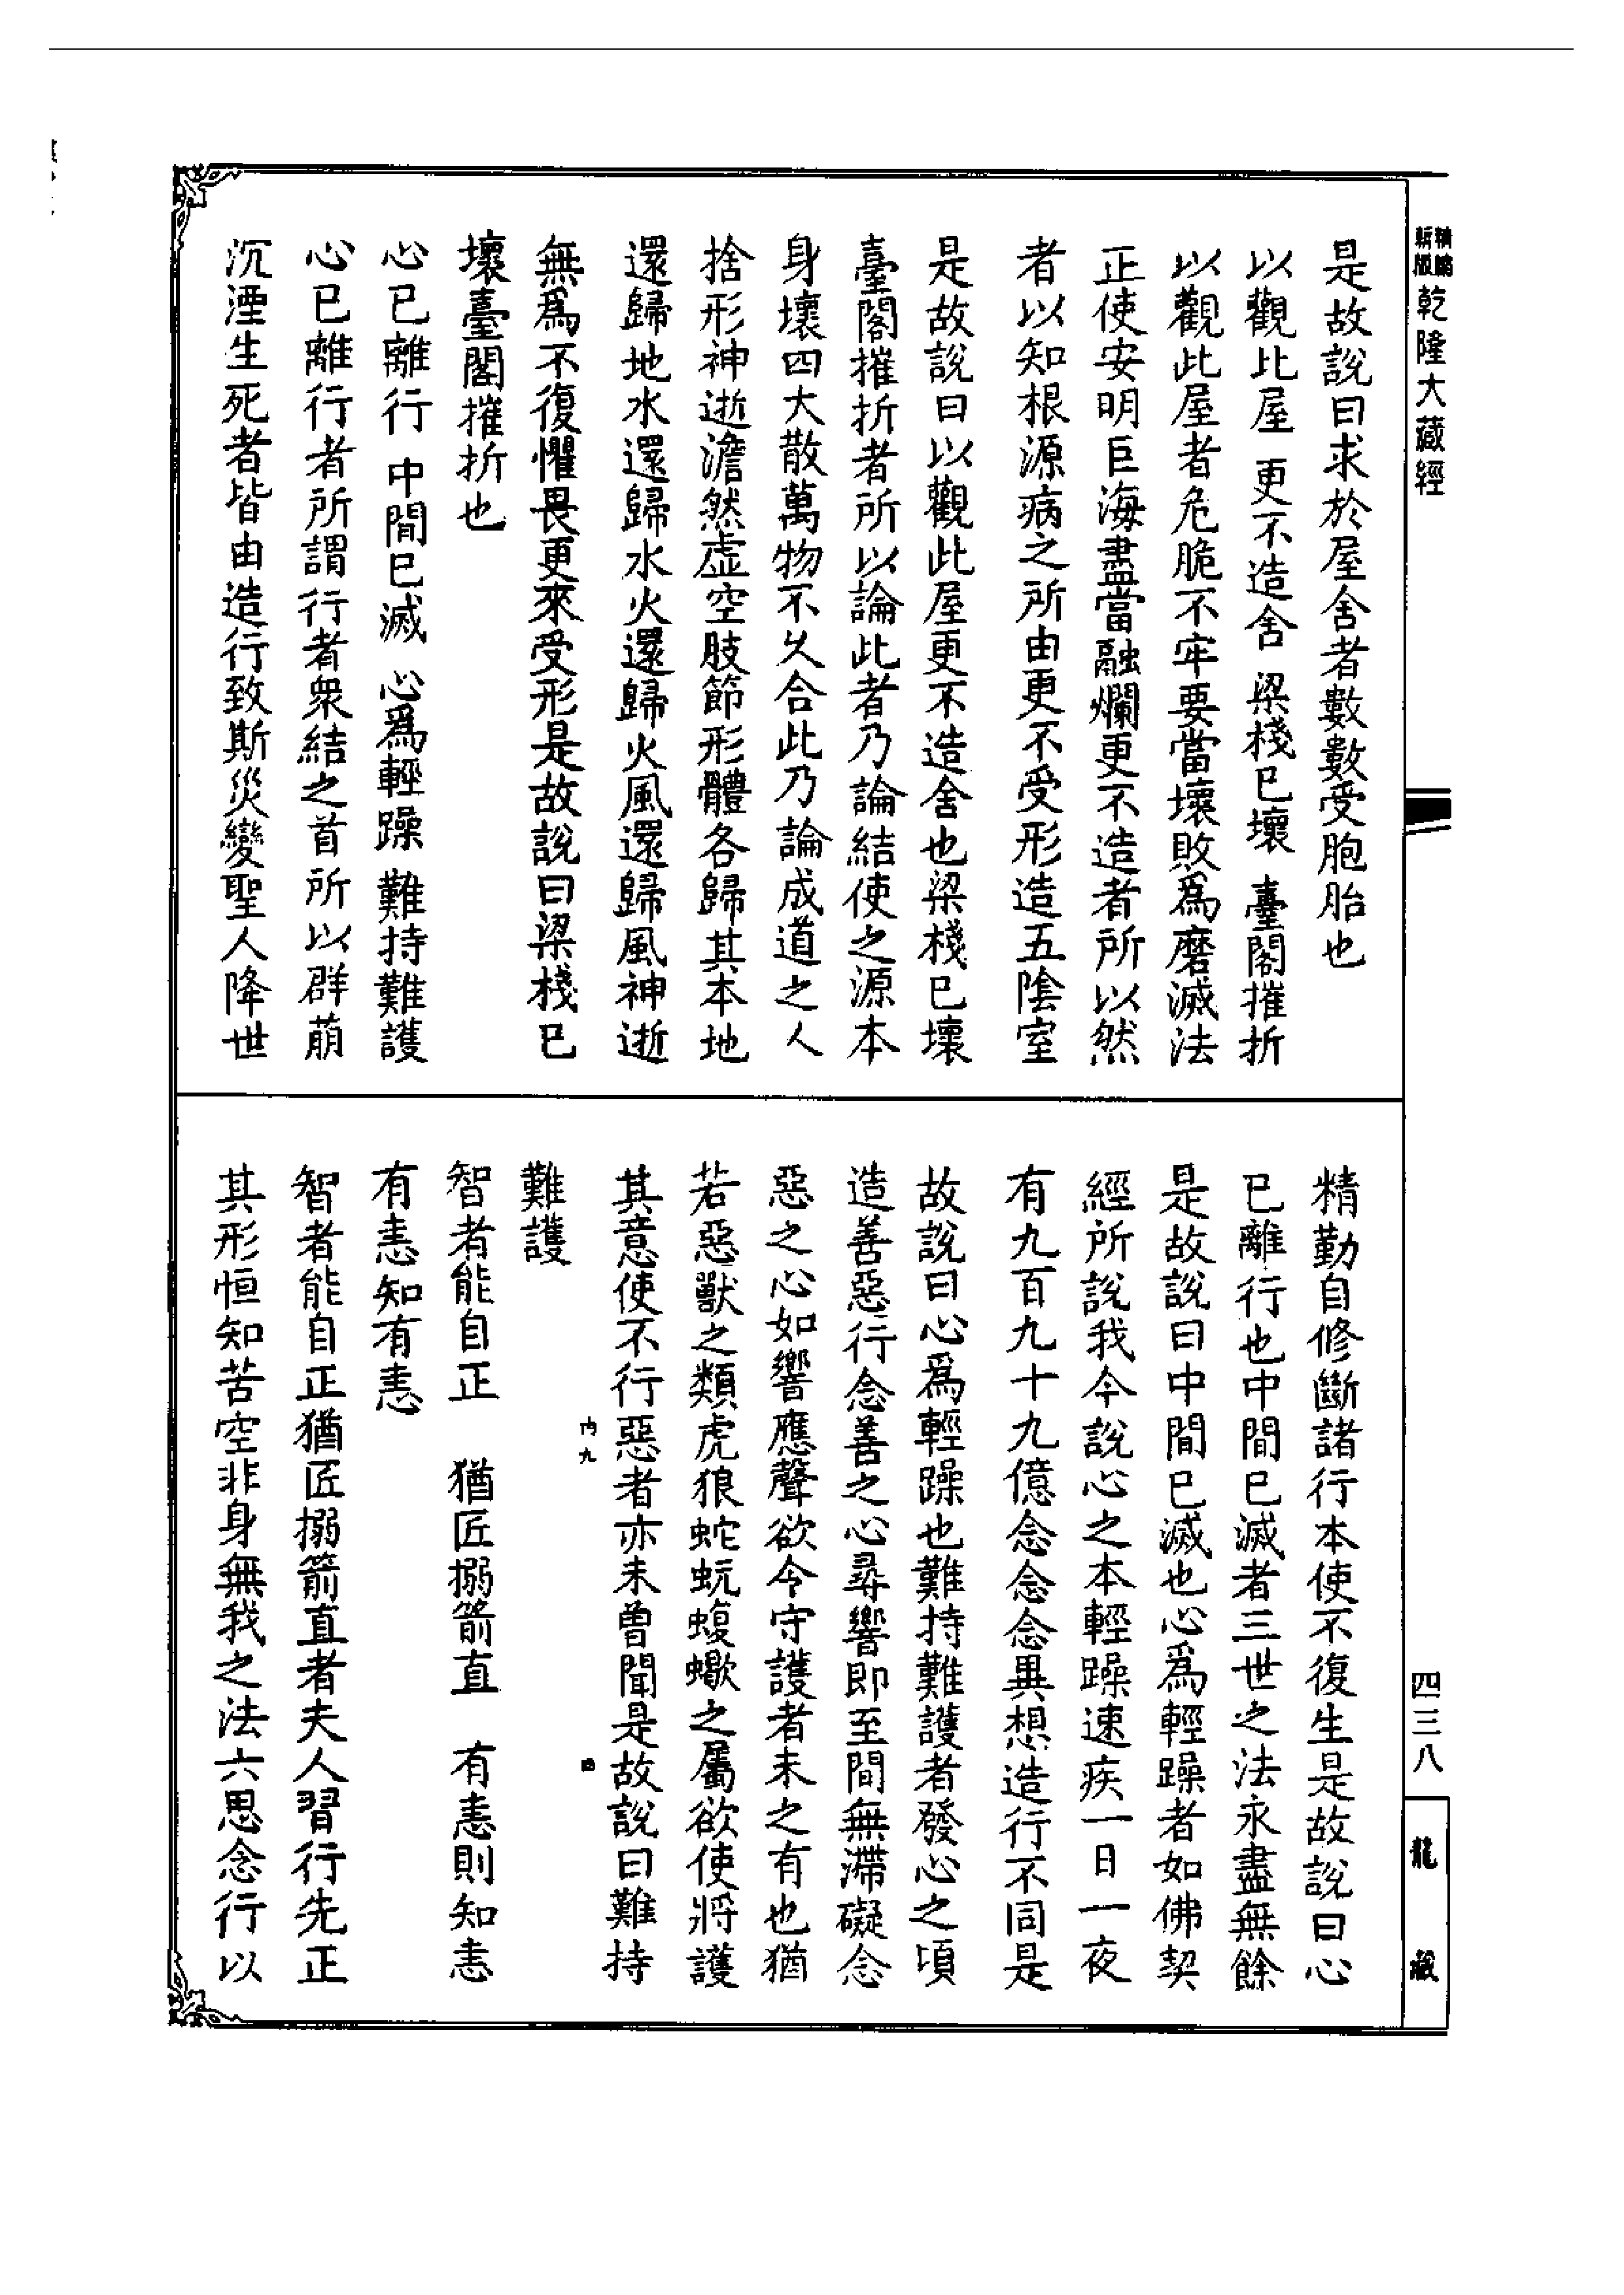 精縮新版乾隆大藏經
四三八
龍藏
是故說曰求於屋舍者數數受胞胎也
以觀此屋 更不造舍 梁棧已壞 臺閣摧折
以觀此屋者危脆不牢要當壞敗爲磨滅法
正使安明巨海盡當融爛更不造者所以然
者以知根源病之所由更不受形造五陰室
是故說曰以觀此屋更不造舍也梁棧已壞
臺閣摧折者所以論此者乃論結使之源本
身壞四大散萬物不久合此乃論成道之人
捨形神逝澹然虛空肢節形體各歸其本地
還歸地水還歸水火還歸火風還歸風神逝
無爲不復懼畏更來受形是故說曰梁棧已
壞臺閣摧折也
心已離行 中間已滅 心爲輕躁 難持難護
心已離行者所謂行者衆結之首所以群萠
沉湮生死者皆由造行致斯災變聖人降世
精勤自修斷諸行本使不復生是故說曰心
已離行也中間已滅者三世之法永盡無餘
是故說曰中間已滅也心爲輕躁者如佛契
經所說我今說心之本輕躁速疾一日一夜
有九百九十九億念念念異想造行不同是
故說曰心爲輕躁也難持難護者發心之頃
造善惡行念善之心尋響即至間無滯礙念
惡之心如響應聲欲令守護者未之有也猶
若惡獸之類虎狼蛇蚖蝮蠍之屬欲使將護
其意使不行惡者亦未曾聞是故說曰難持
難護
智者能自正 猶匠搦箭直 有恚則知恚
有恚知有恚
智者能自正猶匠搦箭直者夫人習行先正
其形恒知苦空非身無我之法六思念行以